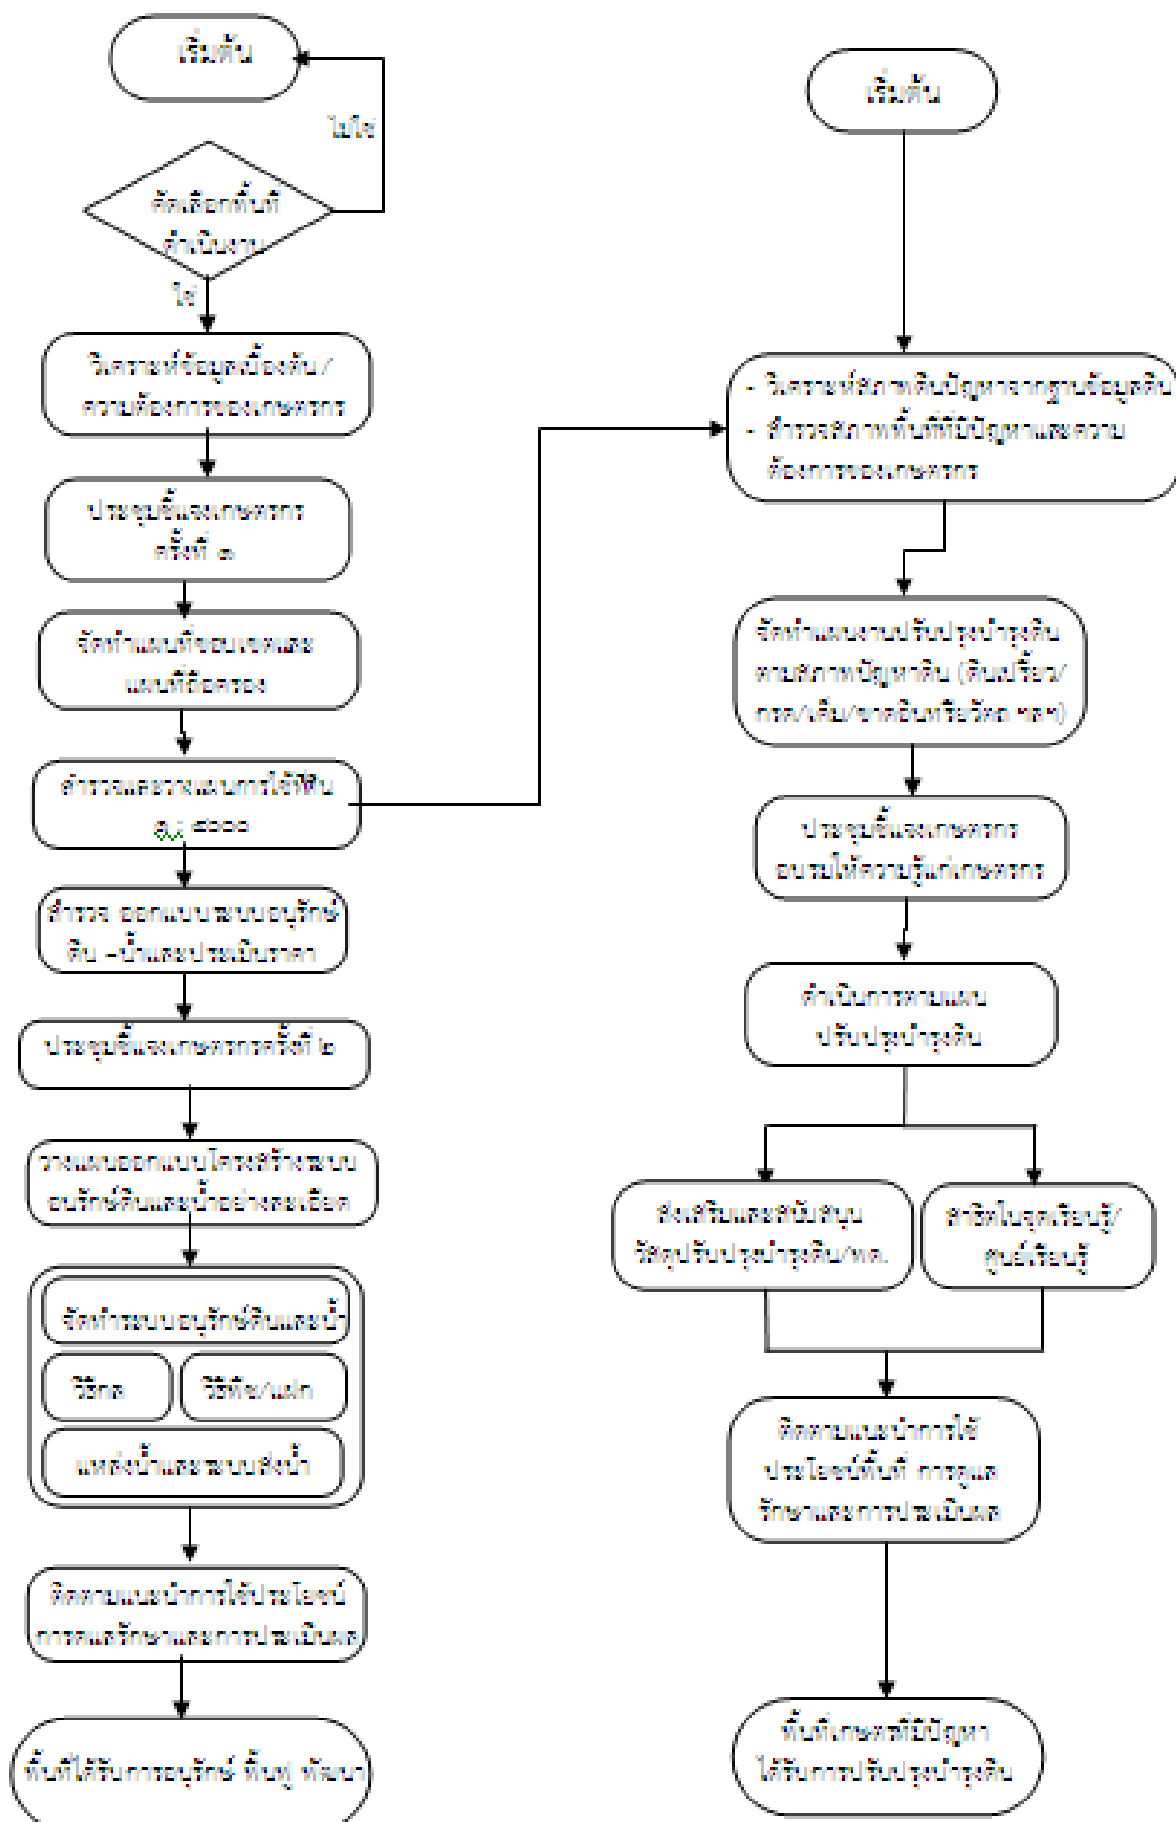 เริ่มต้น
ไม่ใช่
คัดเลือกพื้นที่
ดำเนินงาน
ใช่
วิเคราะห์ข้อมูลเบื้องต้น /
ความต้องการของเกษตรกร
ประชุมชี้แจงเกษตรกร
ครั้งที่ ๑
จัดทำแผนที่ขอบเขตและ
แผนที่ถือครอง
สำรวจและวางแผนการใช้ที่ดิน
๑ : ๔๐๐๐
สำรวจ ออกแบบระบบอนุรักษ์
ดิน –น้ำและประเมินราคา
ประชุมชี้แจงเกษตรกรครั้งที่ ๒
วางแผนออกแบบโครงสร้างระบบ
อนุรักษ์ดินและน้ำอย่างละเอียด
จัดทำระบบอนุรักษ์ดินและน้ำ
วิธีกล
วิธีพืช/แฝก
แหล่งน้ำและระบบส่งน้ำ
ติดตามแนะนำการใช้ประโยชน์
การดูแลรักษาและการประเมินผล
พื้นที่ได้รับการอนุรักษ์ ฟื้นฟู พัฒนา
เริ่มต้น
- วิเคราะห์สภาพดินปัญหาจากฐานข้อมูลดิน
- สำรวจสภาพพื้นที่ที่มีปัญหาและความ
ต้องการของเกษตรกร
จัดทำแผนงานปรับปรุงบำรุงดิน
ตามสภาพปัญหาดิน (ดินเปรี้ยว/
กรด/เค็ม/ขาดอินทรียวัตถุ ฯลฯ)
ประชุมชี้แจงเกษตรกร
อบรมให้ความรู้แก่เกษตรกร
ดำเนินการตามแผน
ปรับปรุงบำรุงดิน
ส่งเสริมและสนับสนุน
วัสดุปรับปรุงบำรุงดิน/พด.
สาธิตในจุดเรียนรู้/
ศูนย์เรียนรู้
ติดตามแนะนำการใช้
ประโยชน์พื้นที่ การดูแล
รักษาและการประเมินผล
พื้นที่เกษตรที่มีปัญหา
ได้รับการปรับปรุงบำรุงดิน